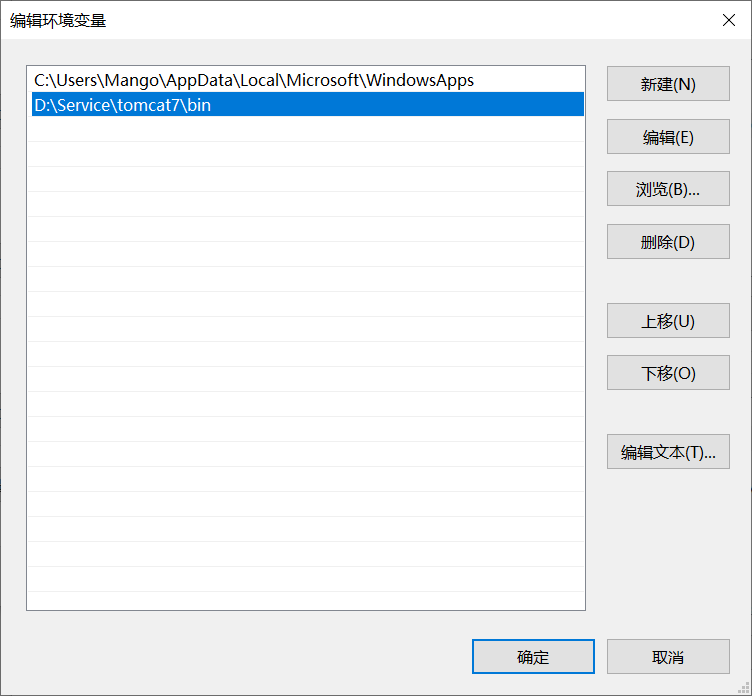 编辑环境变量
C:\Users\Mango\AppData\Local\Microsoft\WindowsApps
D:\Service\tomcat7\bin
新建(N)
编辑(E)
浏览(B)...
删除(D)
上移(U)
下移(O)
编辑文本(T)...
确定
取消